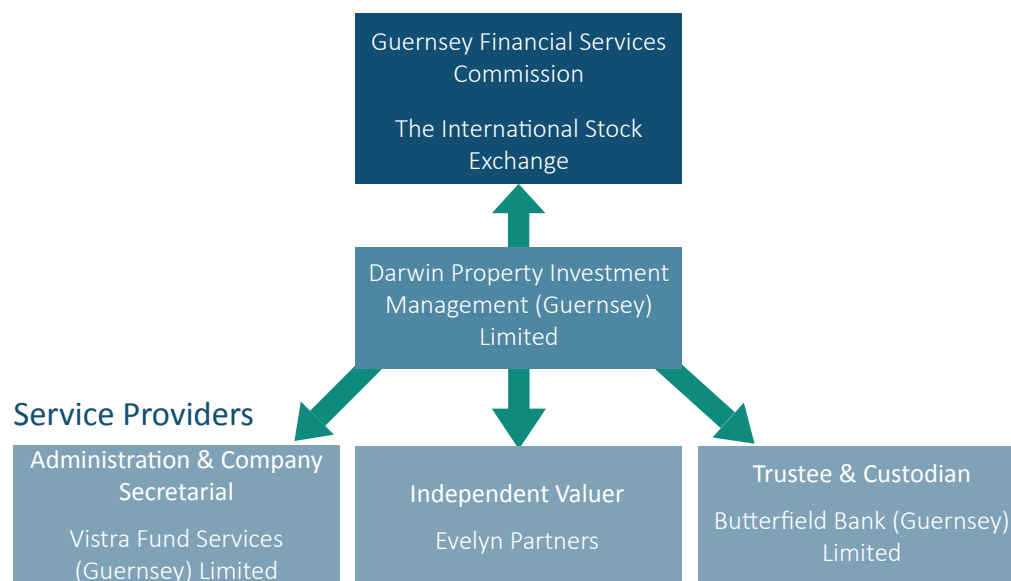 Guernsey Financial Services
Commission
The International Stock
Exchange
Darwin Property Investment
Management (Guernsey)
Limited
Service Providers
Administration & Company
Secretarial
Vistra Fund Services
(Guernsey) Limited
Independent Valuer
Evelyn Partners
Trustee & Custodian
Butterfield Bank (Guernsey)
Limited